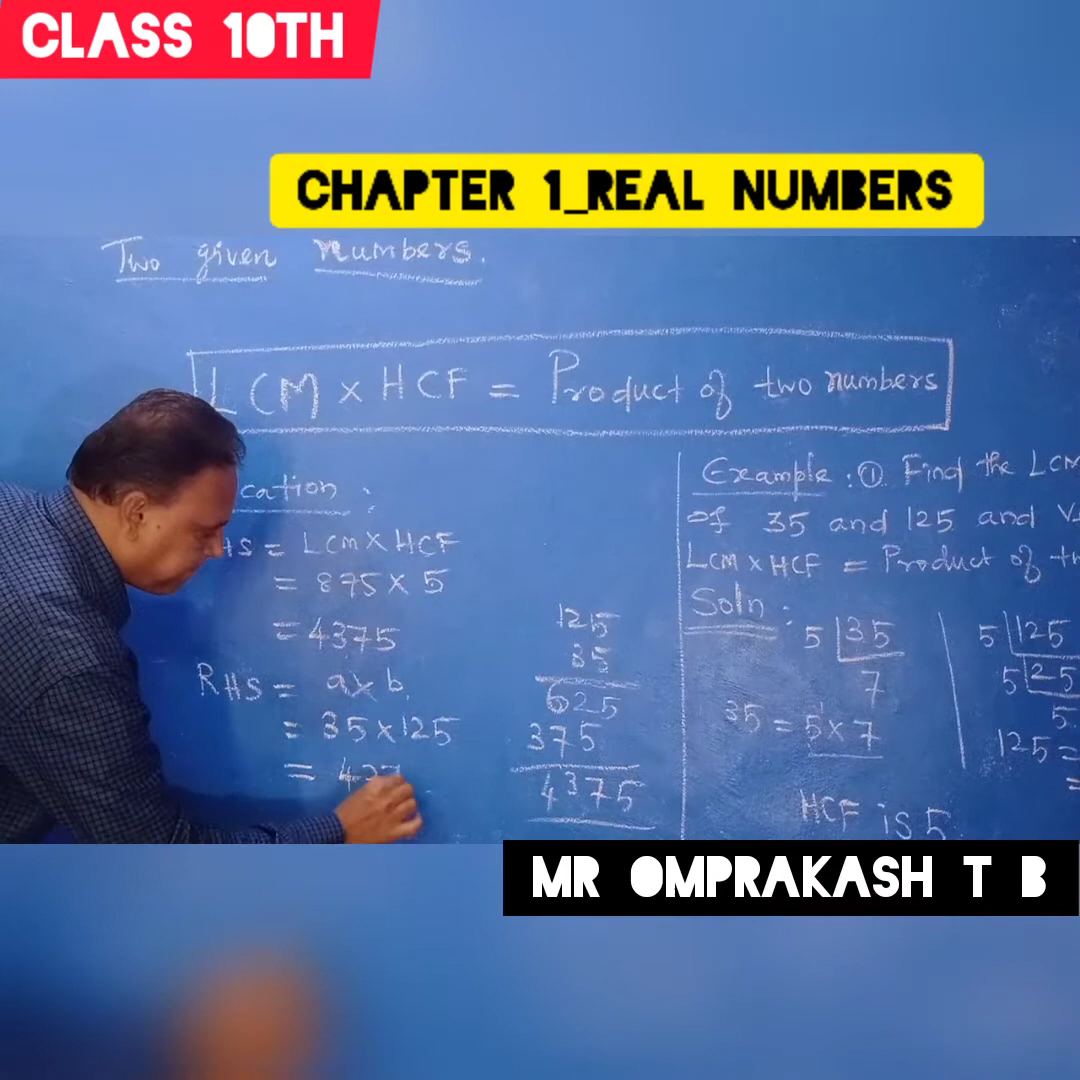 CLASS 10TH
CHAPTER 1_REAL NUMBERS
Two given numbers.
LCM x HCF = Product of two numbers
cation :
HS = LCM X HCF
= 875 X 5
= 4375
RHS = axb,
= 35 X 125
= 437
125
35
625
375
4375
Example : ① Find the LCM
of 35 and 125 and
LCM x HCF = Product of
Soln :
5 | 35
7
35 = 5 x 7
5 | 125
5 | 25
5
125 =
=
HCF is 5
MR OMPRAKASH T B